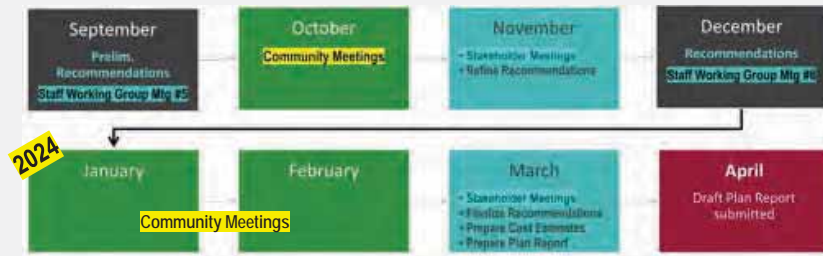 September
Prelim.
Recommendations
Staff Working Group Mtg #5
October
Community Meetings
November
• Stakeholder Meetings
• Refine Recommendations
December
Recommendations
Staff Working Group Mtg #6
2024
January
February
Community Meetings
March
• Stakeholder Meetings
• Finalize Recommendations
• Prepare Cost Estimates
• Prepare Plan Report
April
Draft Plan Report
submitted